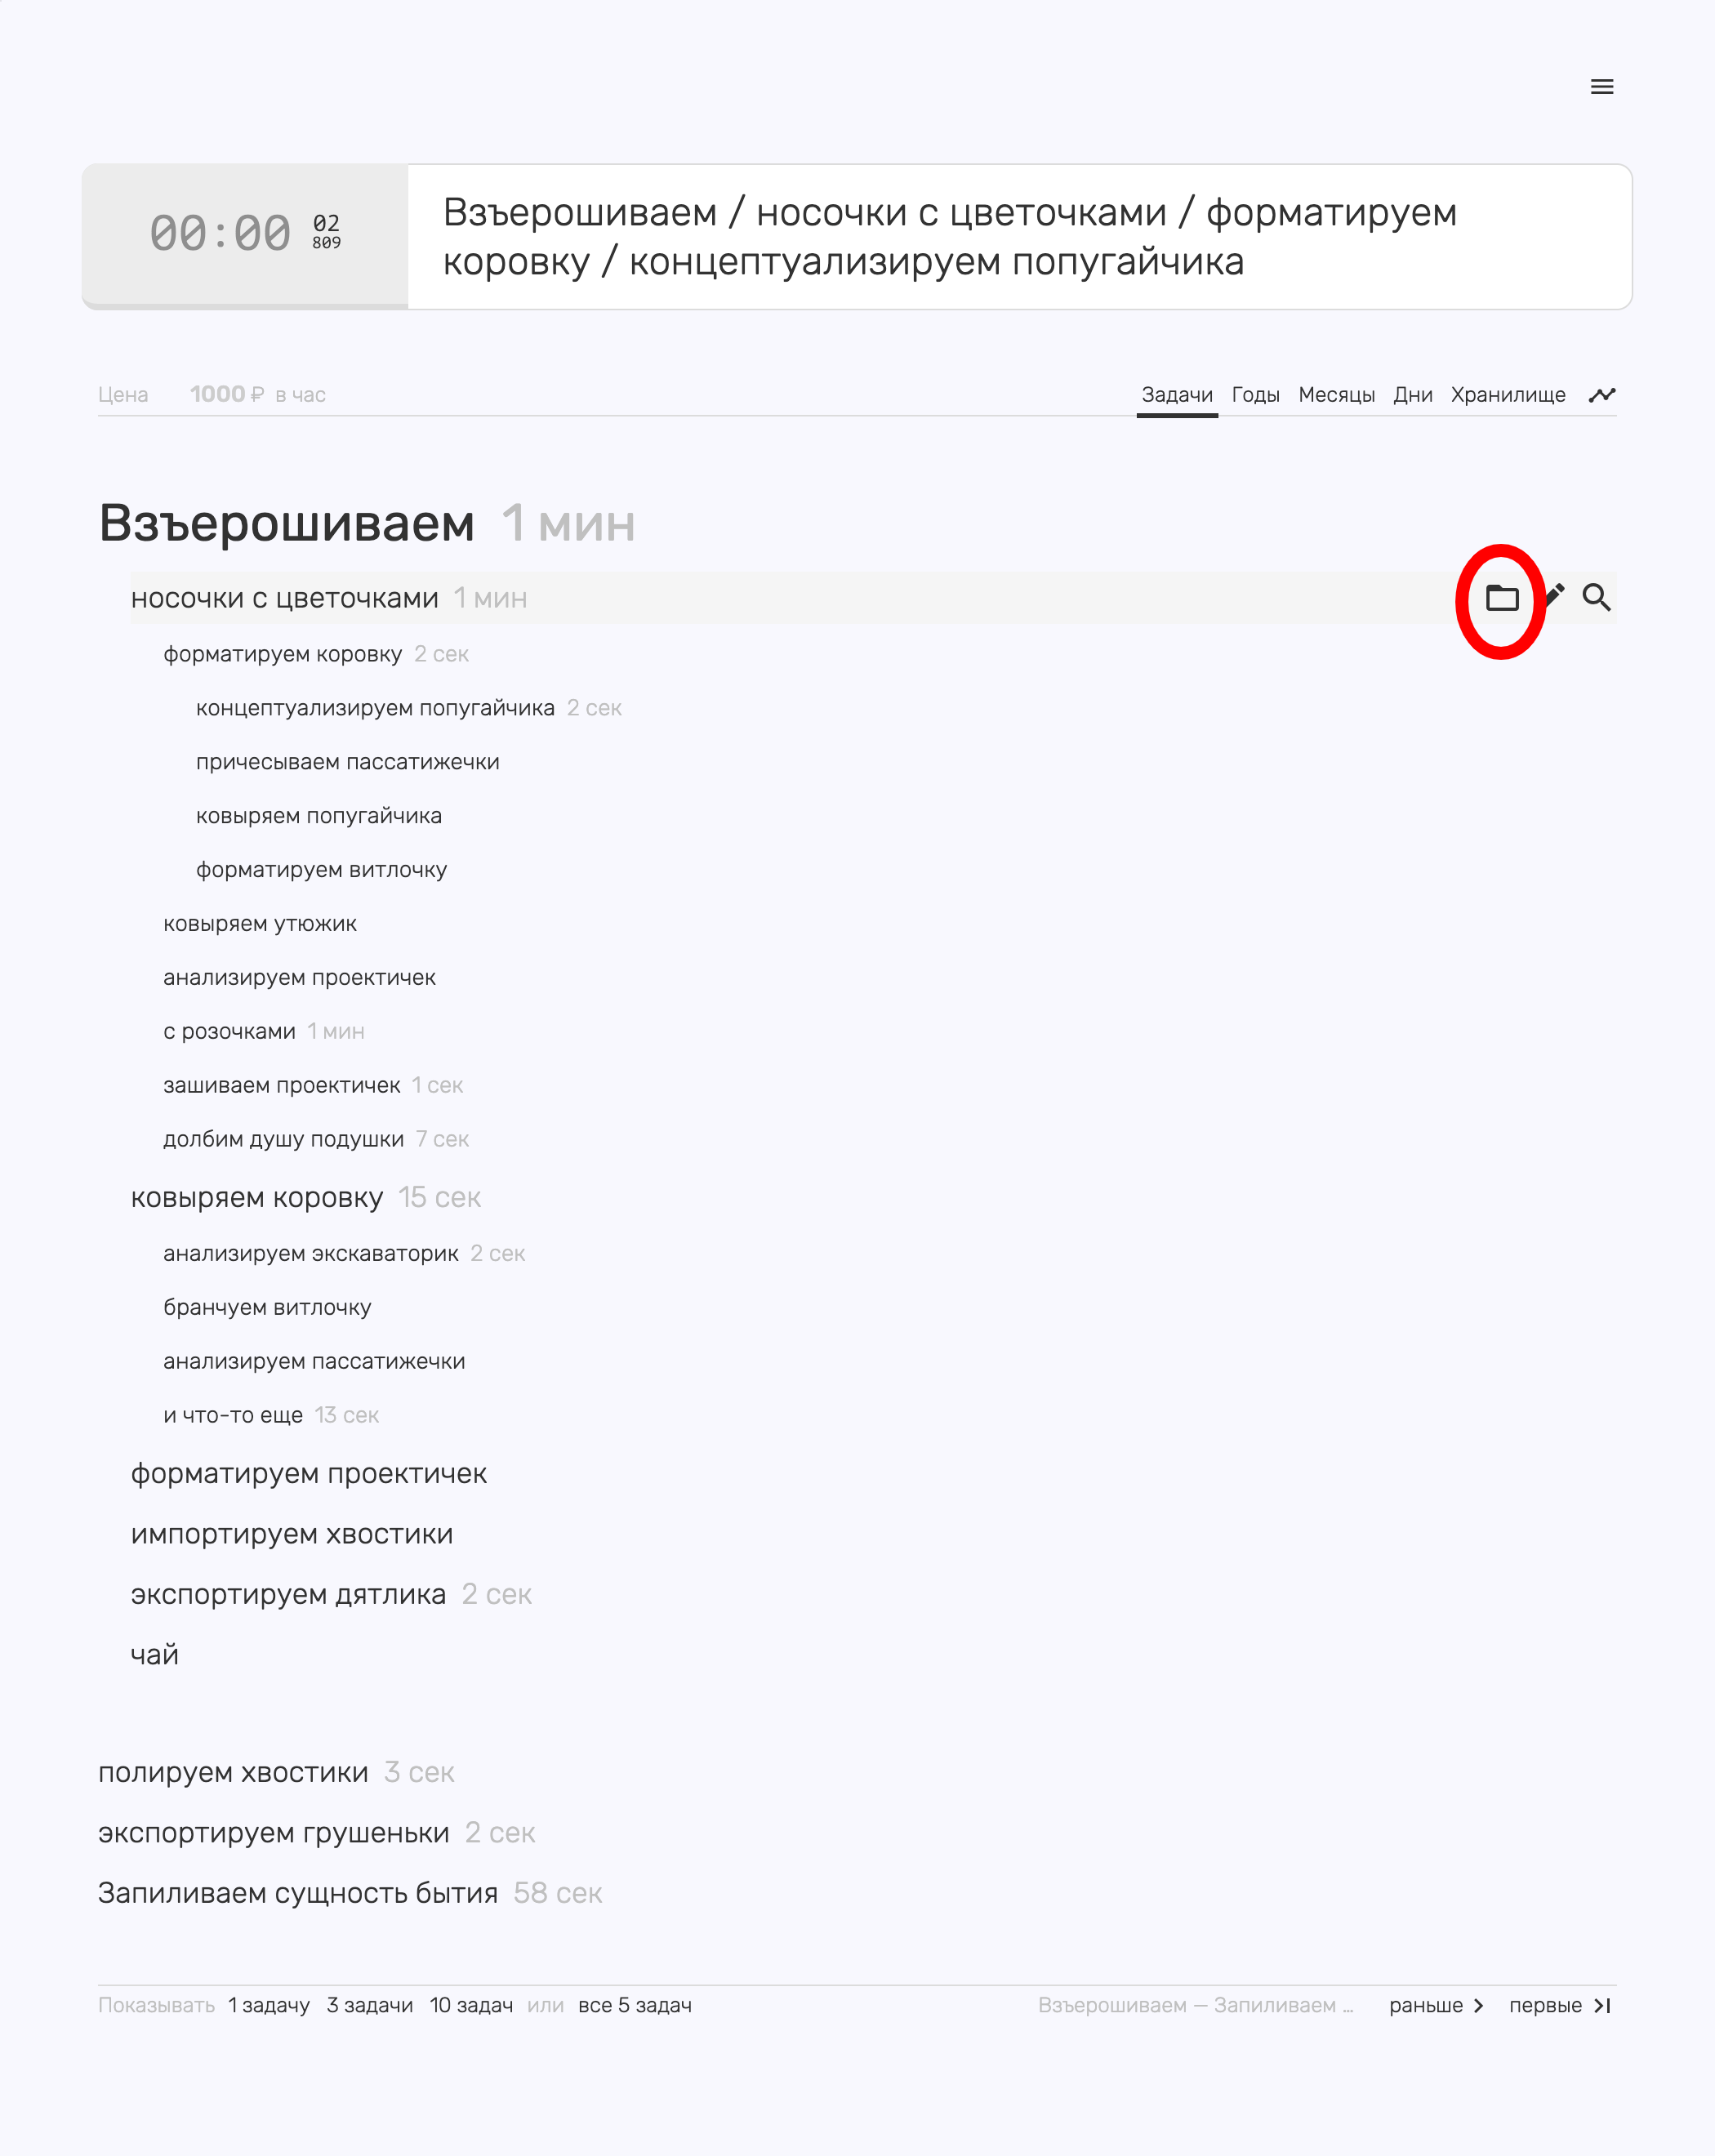 00:00 02
809
Взъерошиваем / носочки с цветочками / форматируем
коровку / концептуализируем попугайчика
Цена 1000 ₽ в час
Задачи Годы Месяцы Дни Хранилище
Взъерошиваем 1 мин
носочки с цветочками 1 мин
форматируем коровку 2 сек
концептуализируем попугайчика 2 сек
причесываем пассатижечки
ковыряем попугайчика
форматируем витлочку
ковыряем утюжик
анализируем проектичек
с розочками 1 мин
зашиваем проектичек 1 сек
долбим душу подушки 7 сек
ковыряем коровку 15 сек
анализируем экскаваторик 2 сек
бранчуем витлочку
анализируем пассатижечки
и что-то еще 13 сек
форматируем проектичек
импортируем хвостики
экспортируем дятлика 2 сек
чай
полируем хвостики 3 сек
экспортируем грушеньки 2 сек
Запиливаем сущность бытия 58 сек
Показывать 1 задачу 3 задачи 10 задач или все 5 задач
Взъерошиваем — Запиливаем ... раньше первые